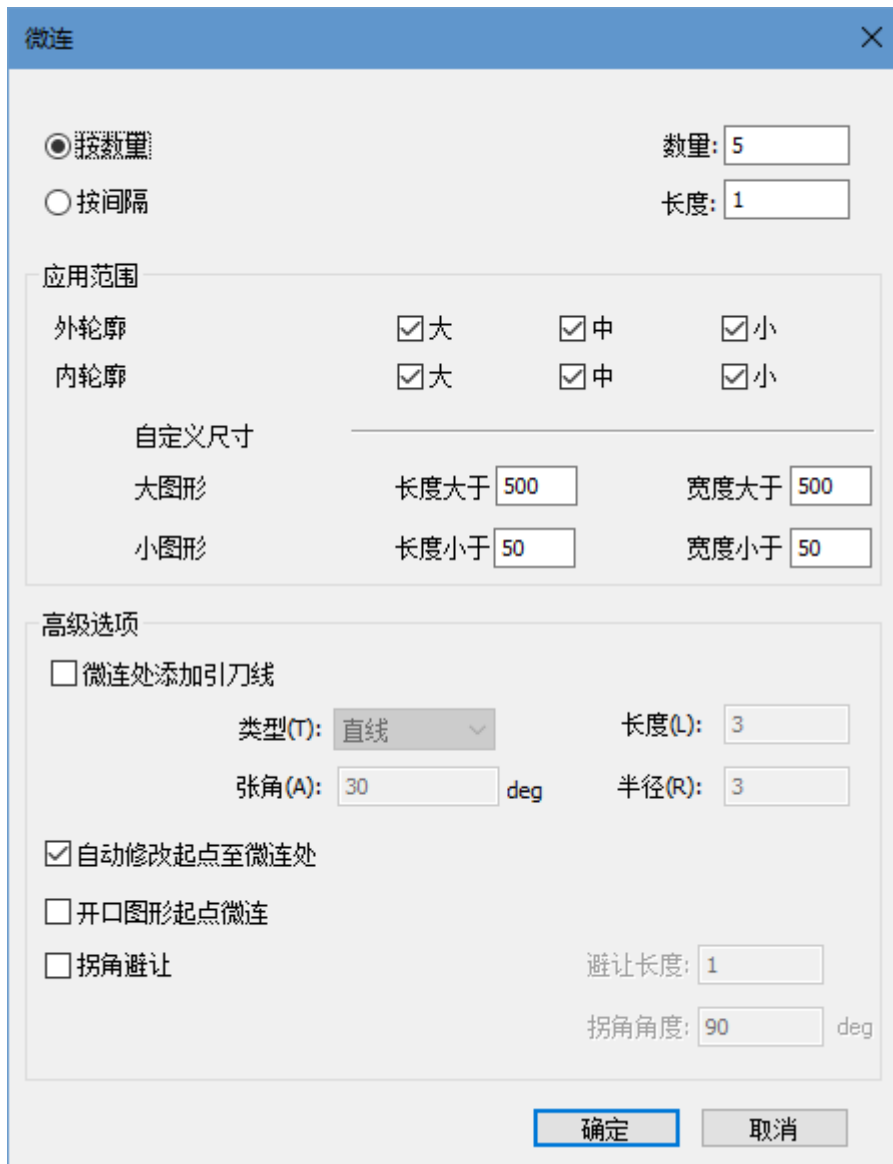 微连
按数量 数量: 5
按间隔 长度: 1
应用范围
外轮廓 大 中 小
内轮廓 大 中 小
自定义尺寸
大图形 长度大于 500 宽度大于 500
小图形 长度小于 50 宽度小于 50
高级选项
微连处添加引刀线
类型(T): 直线 长度(L): 3
张角(A): 30 deg 半径(R): 3
自动修改起点至微连处
开口图形起点微连
拐角避让 避让长度: 1
拐角角度: 90 deg
确定 取消